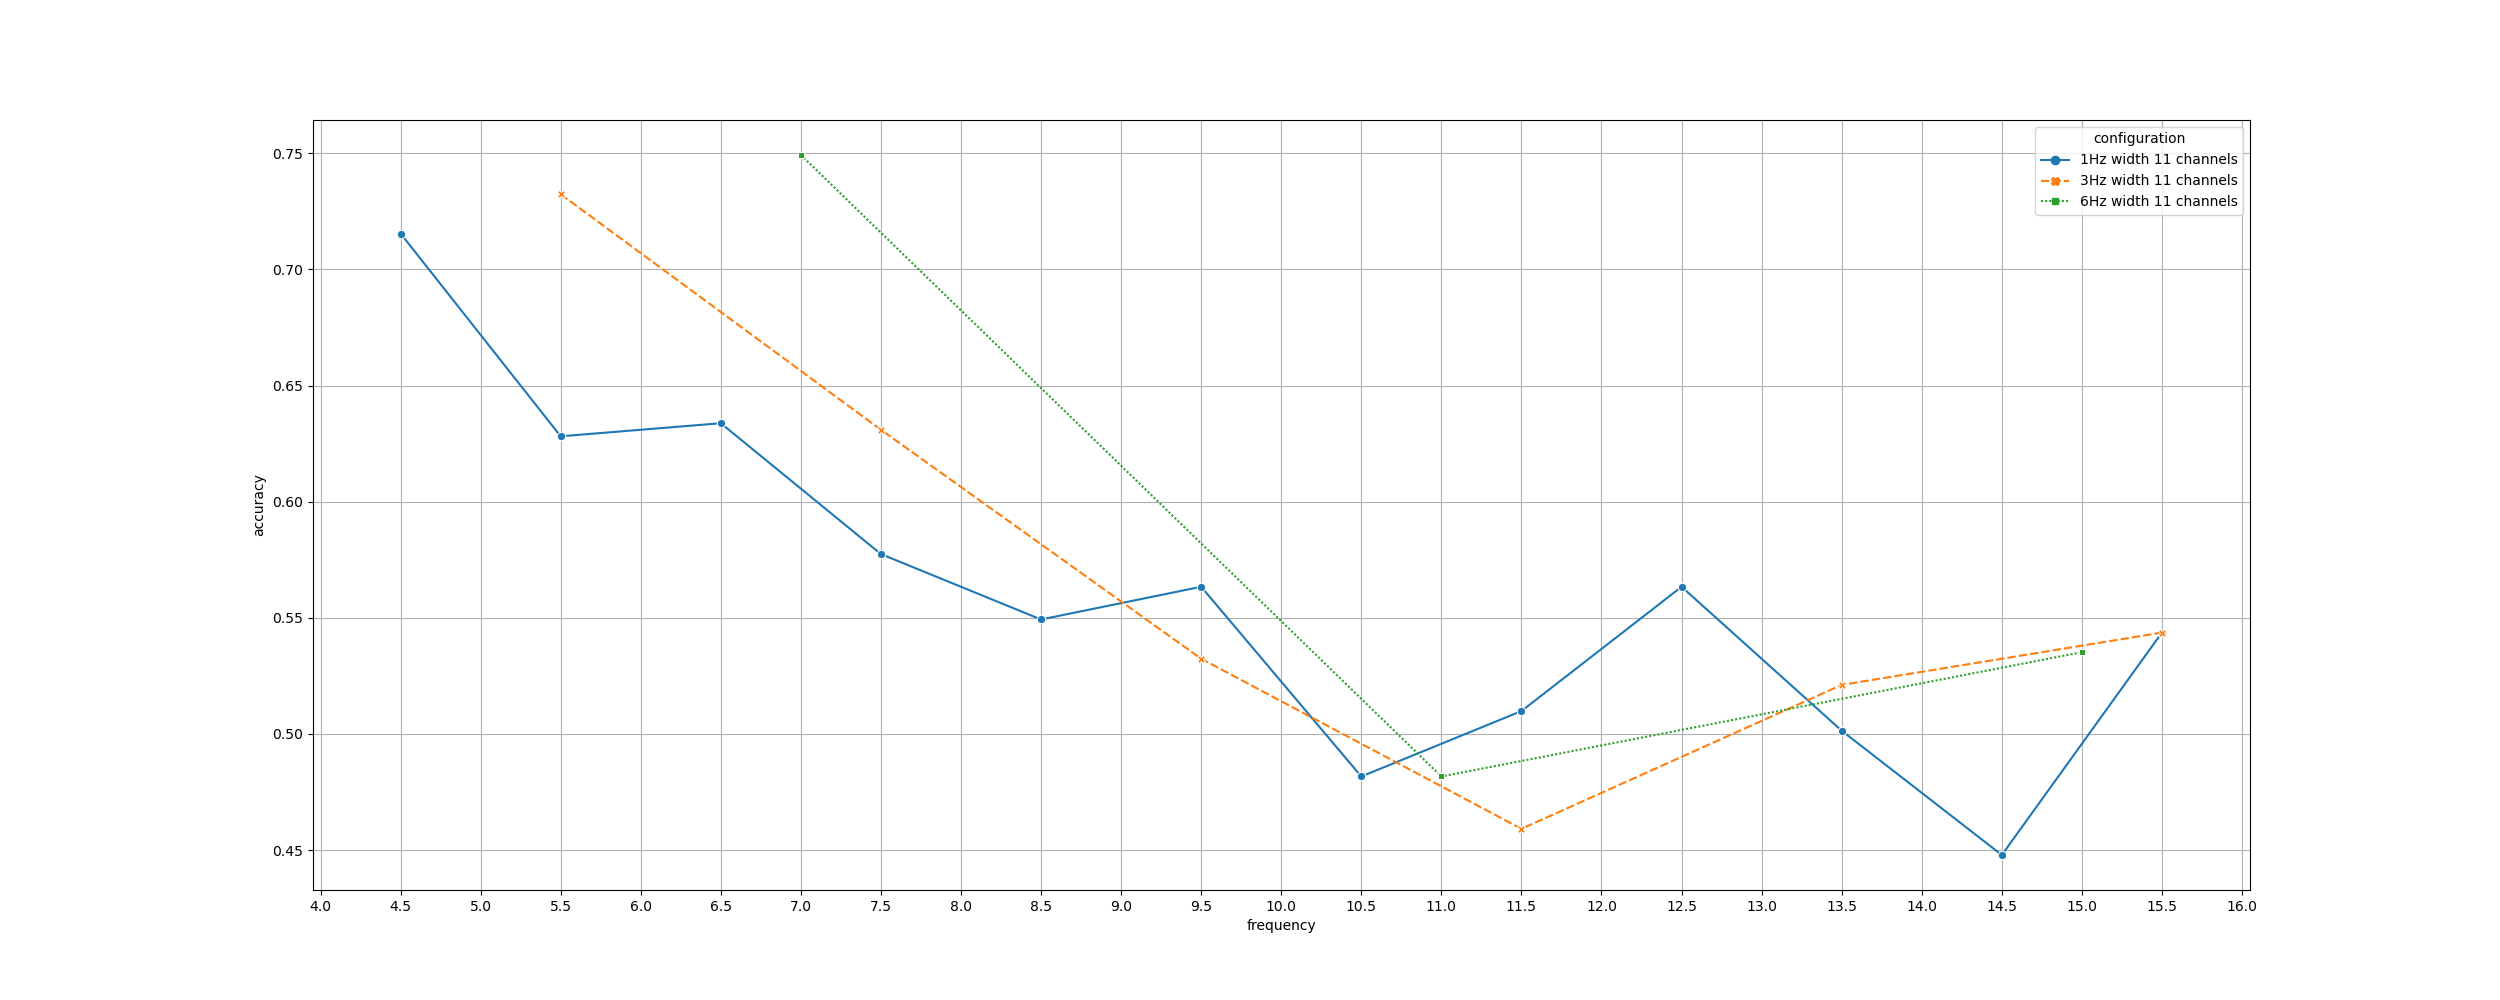 configuration
1Hz width 11 channels
3Hz width 11 channels
6Hz width 11 channels
0.75
0.70
0.65
0.60
0.55
0.50
0.45
accuracy
4.0 4.5 5.0 5.5 6.0 6.5 7.0 7.5 8.0 8.5 9.0 9.5 10.0 10.5 11.0 11.5 12.0 12.5 13.0 13.5 14.0 14.5 15.0 15.5 16.0
frequency